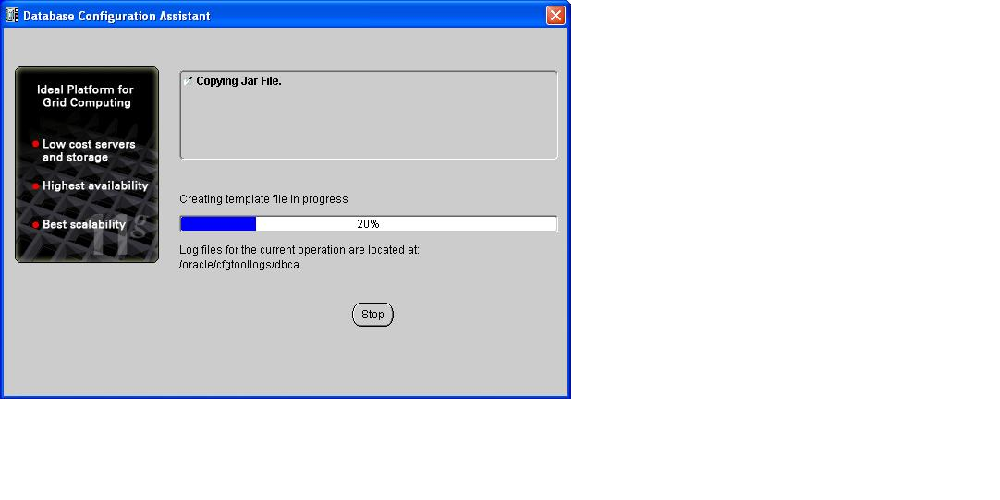 Database Configuration Assistant
Ideal Platform for
Grid Computing
Low cost servers
and storage
Highest availability
Best scalability
11g
Copying Jar File.
Creating template file in progress
20%
Log files for the current operation are located at:
/oracle/cfgtoollogs/dbca
Stop